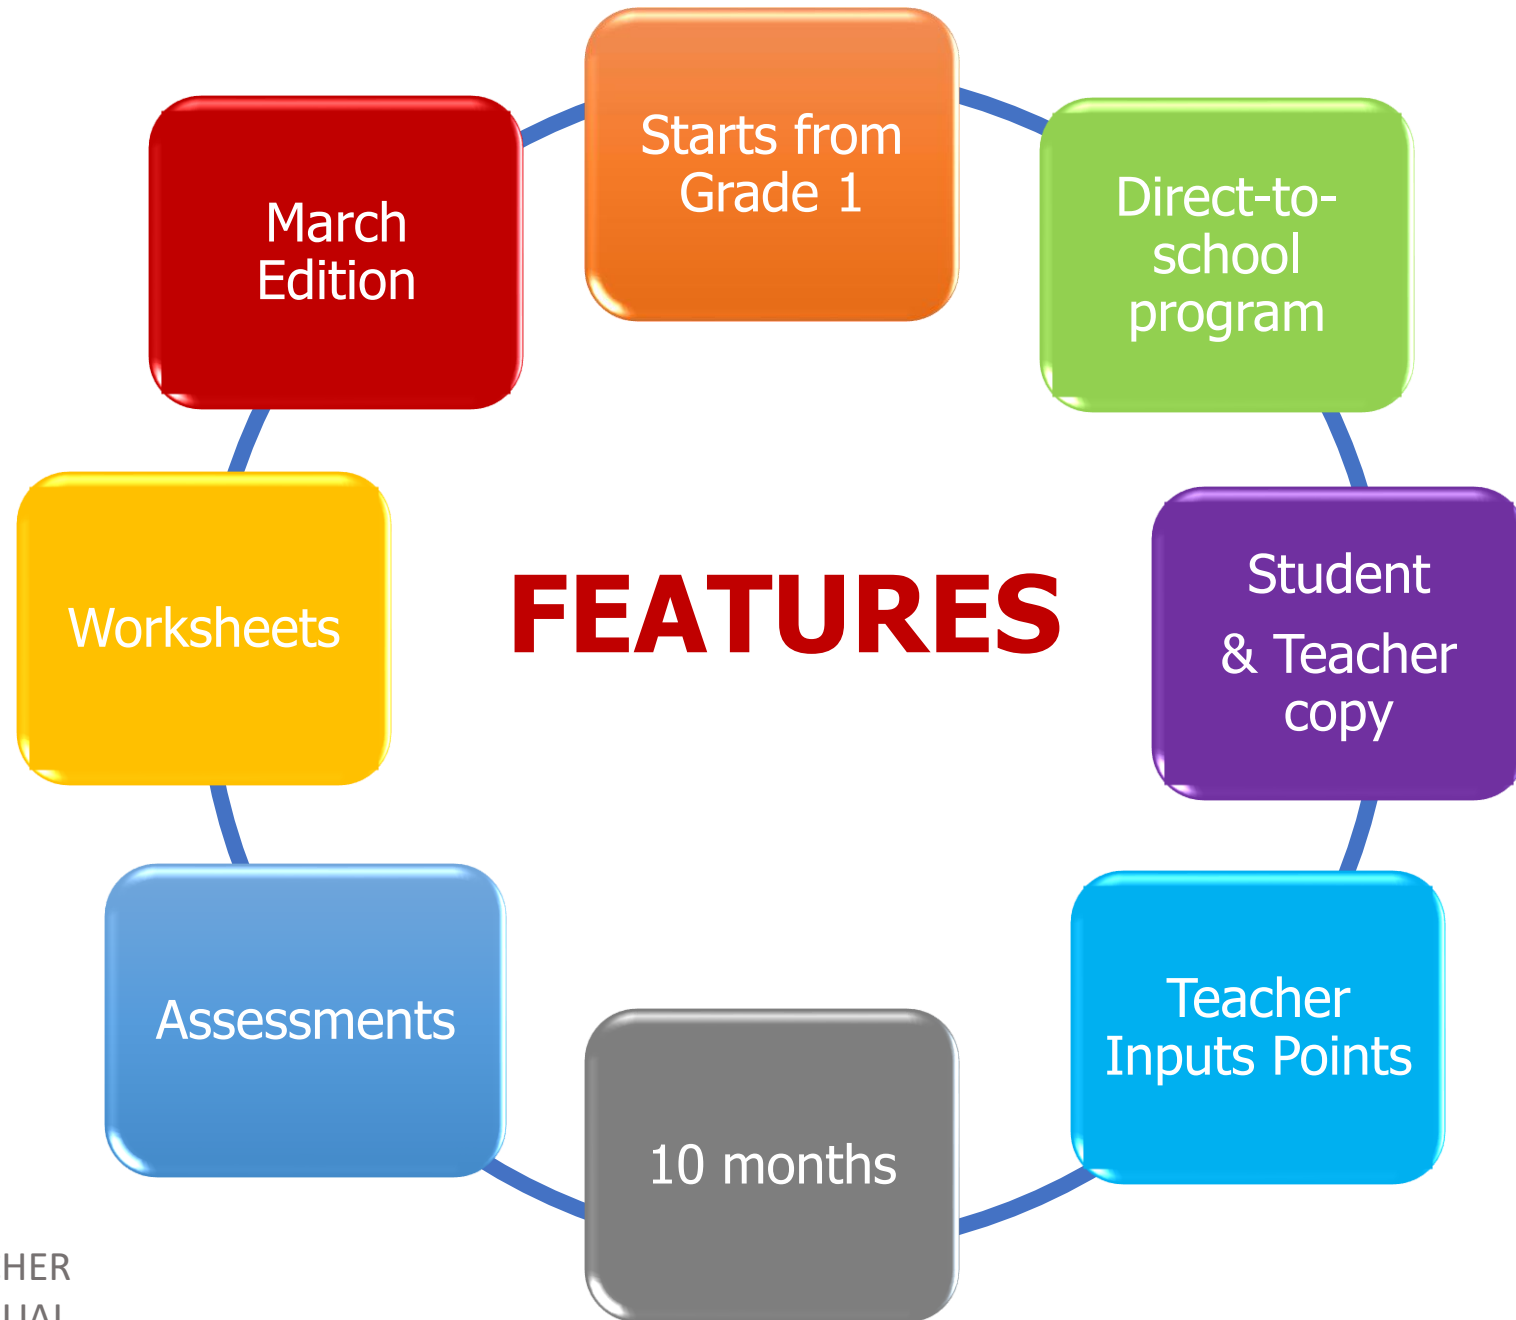 Starts from
Grade 1
Direct-to-
school
program
Student
& Teacher
copy
Teacher
Inputs Points
10 months
Assessments
Worksheets
March
Edition
FEATURES
HER